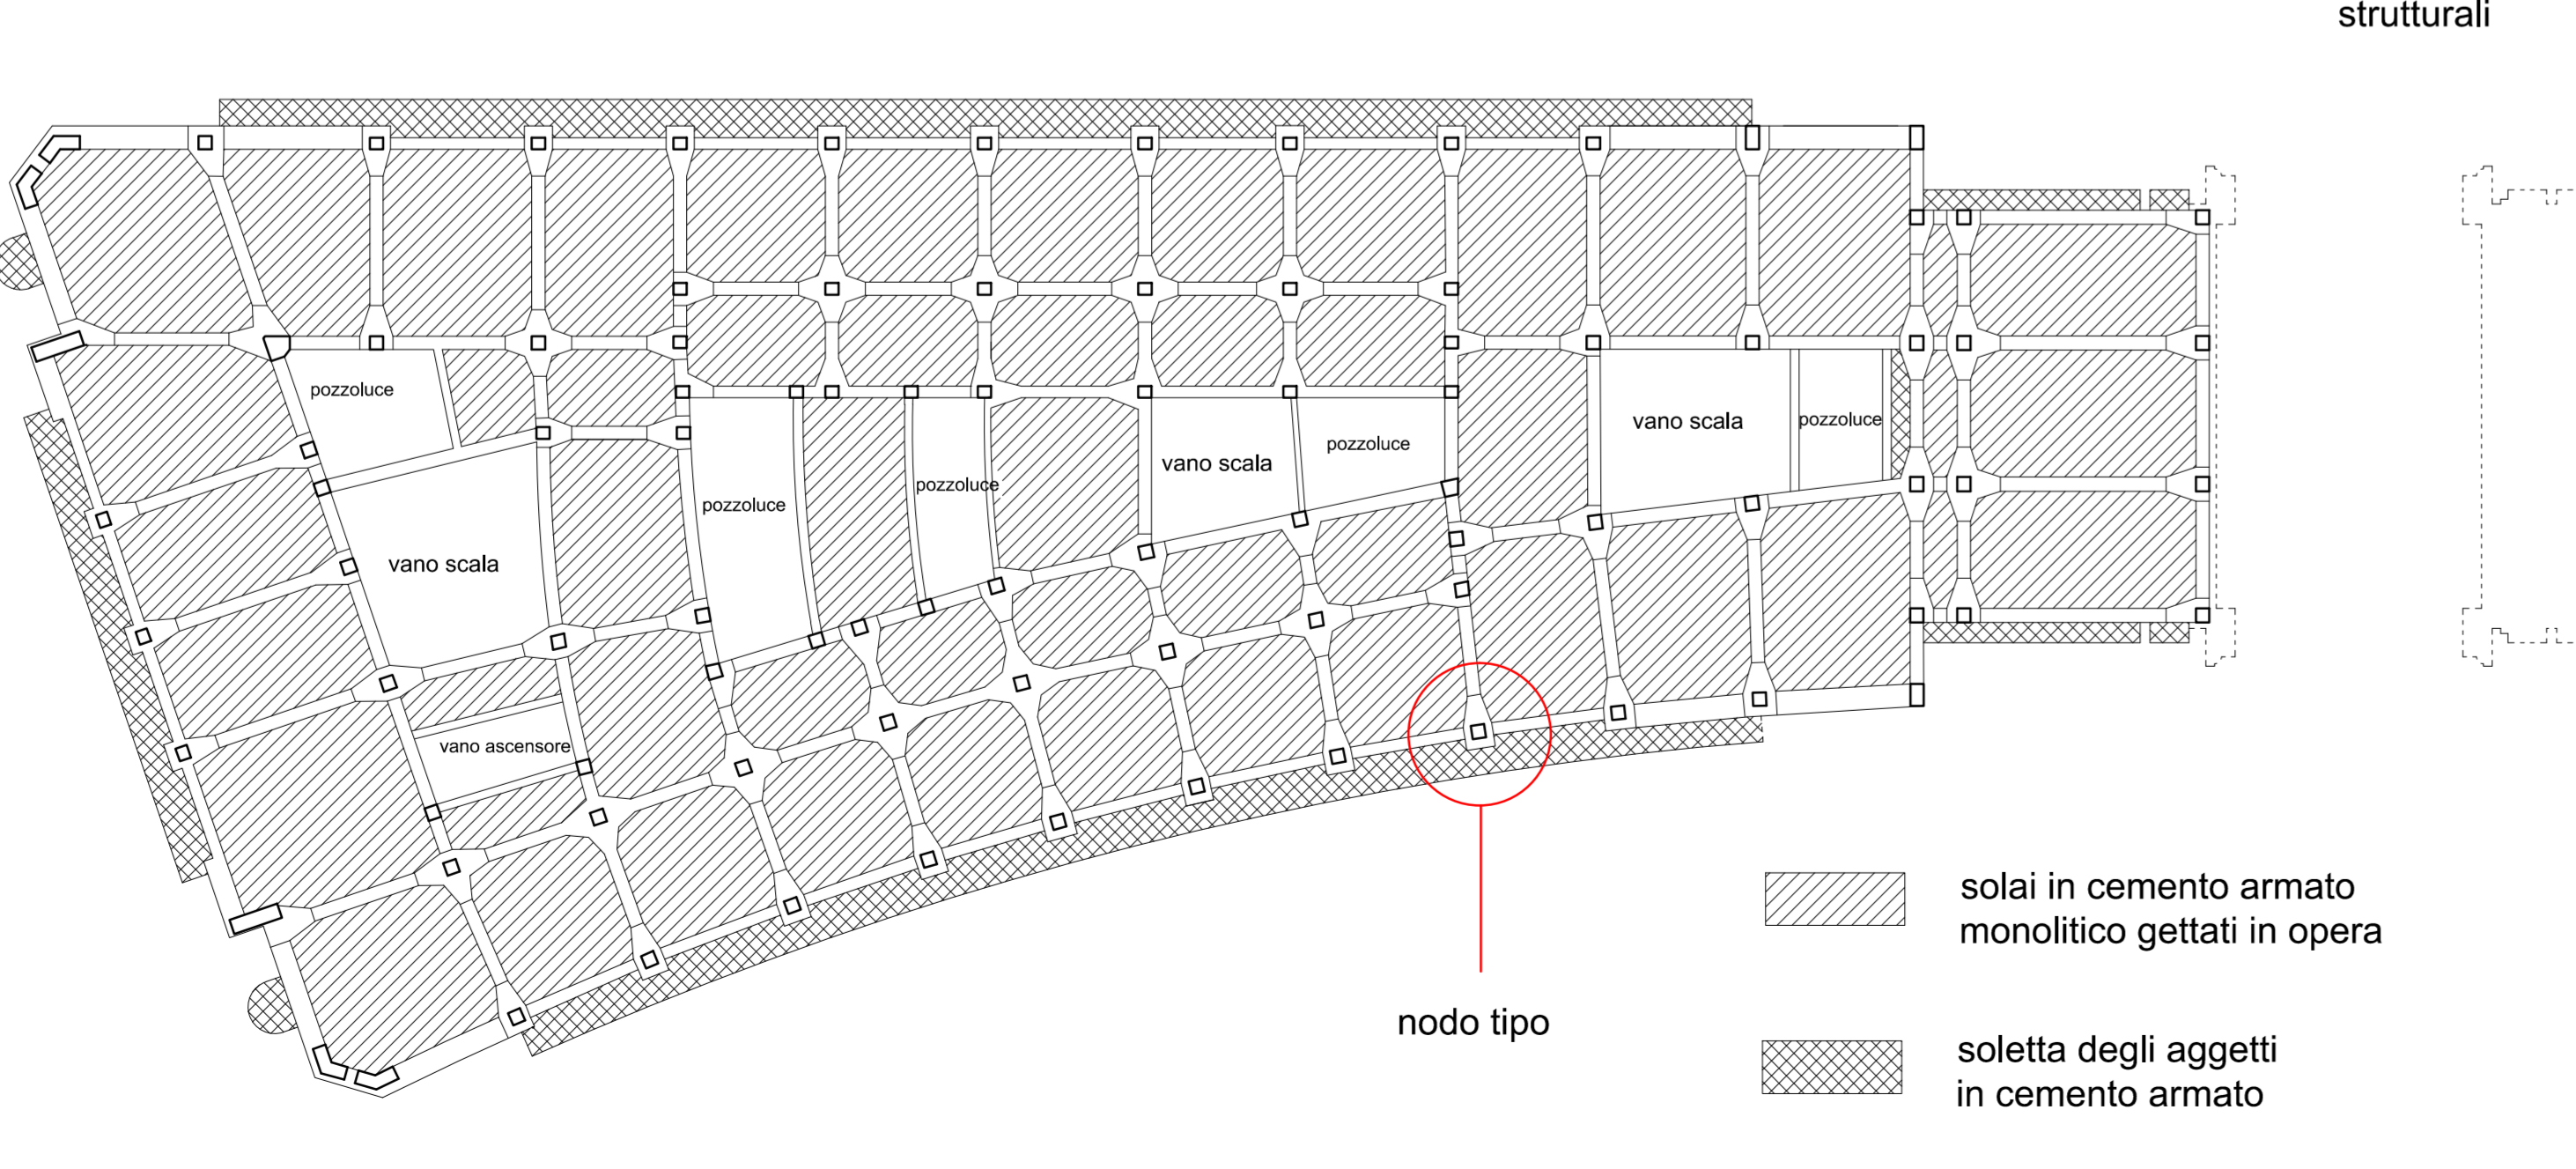 strutturali
pozzoluce
vano scala
pozzoluce
pozzoluce
vano scala
pozzoluce
vano scala
pozzoluce
vano ascensore
solai in cemento armato
monolitico gettati in opera
nodo tipo
soletta degli aggetti
in cemento armato